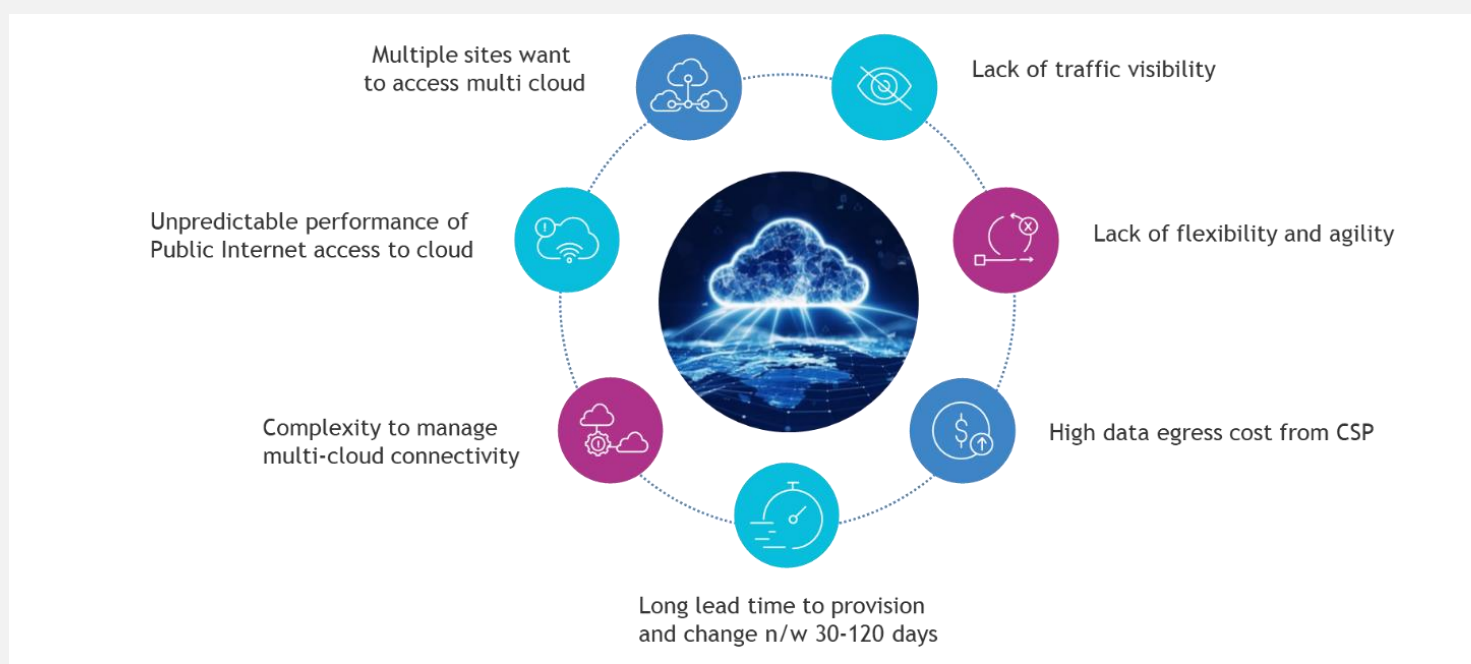 Multiple sites want
to access multi cloud
Lack of traffic visibility
Unpredictable performance of
Public Internet access to cloud
Lack of flexibility and agility
Complexity to manage
multi-cloud connectivity
High data egress cost from CSP
Long lead time to provision
and change n/w 30-120 days